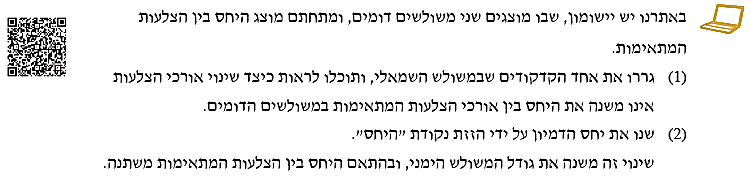 באתרנו יש יישומון, שבו מוצגים שני משולשים דומים, ומתחתם מוצג היחס בין הצלעות
המתאימות.
(1) גררו את אחד הקדקודים שבמשולש השמאלי, ותוכלו לראות כיצד שינוי אורכי הצלעות
אינו משנה את היחס בין אורכי הצלעות המתאימות במשולשים הדומים.
(2) שנו את יחס הדמיון על ידי הזזת נקודת "היחס".
שינוי זה משנה את גודל המשולש הימני, ובהתאם היחס בין הצלעות המתאימות משתנה.